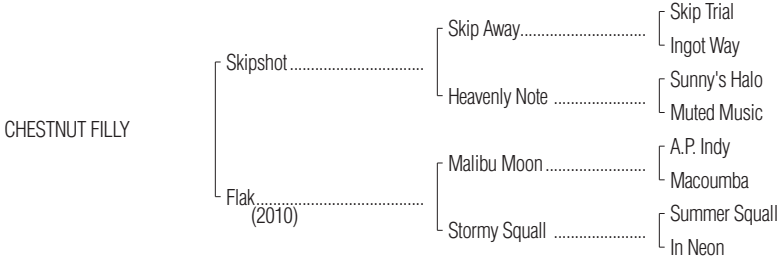 Skip Trial
Skip Away..............................
Ingot Way
Skipshot ................................
Sunny's Halo
Heavenly Note ......................
Muted Music
CHESTNUT FILLY
A.P. Indy
Malibu Moon ........................
Macoumba
Flak.........................................
(2010)
Summer Squall
Stormy Squall ......................
In Neon